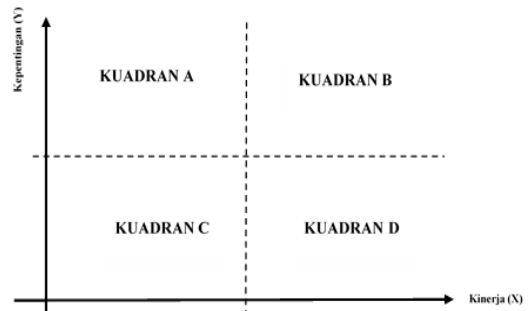 Kepentingan (Y)
KUADRAN A
KUADRAN B
KUADRAN C
KUADRAN D
Kinerja (X)